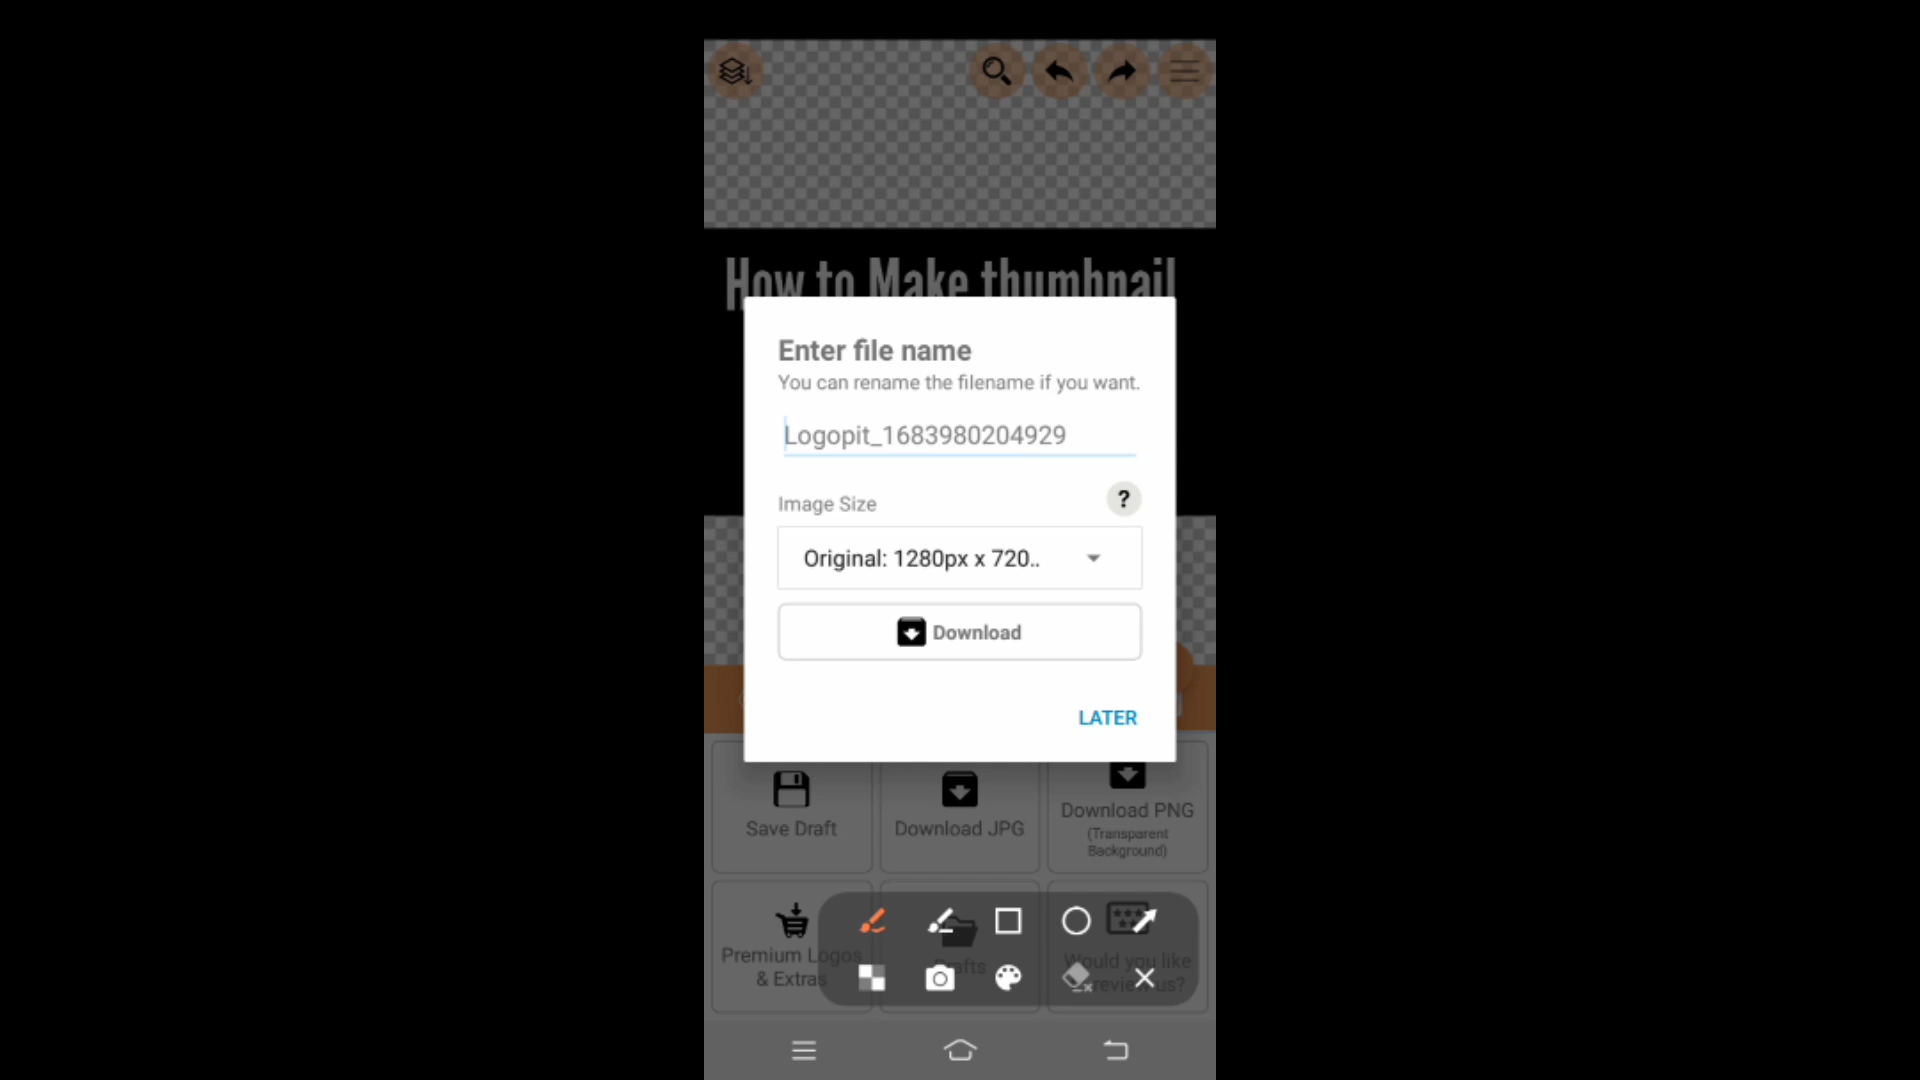 How to Make thumbnail
Enter file name
You can rename the filename if you want.
Logopit_1683980204929
Image Size
?
Original: 1280px x 720..
Download
LATER
Save Draft
Download JPG
Download PNG
(Transparent
Background)
Premium Logos
& Extras
Would you like
review us?